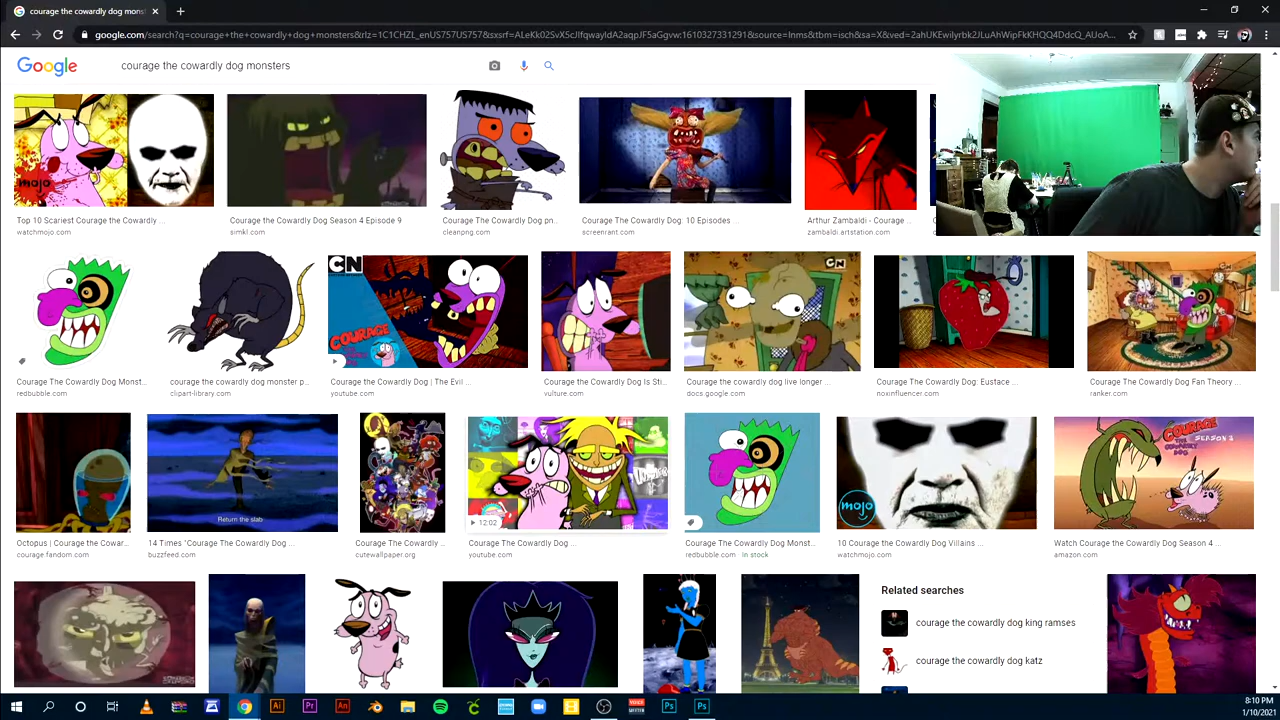 courage the cowardly dog mons
google.com/search?q=courage+the+cowardly+dog+monsters&rlz=1C1CHZL_enUS757US757&sxsrf=ALeKk02SvX5cJIfqwayIdA2aqpJF5aGgvw:1610327331291&source=lnms&tbm=isch&sa=X&ved=2ahUKEwilyrbk2JLuAhWipFkKHQQ4DdcQ_AUoA...
Google
courage the cowardly dog monsters
mojo
Top 10 Scariest Courage the Cowardly ...
watchmojo.com
Courage the Cowardly Dog Season 4 Episode 9
simkl.com
Courage The Cowardly Dog pn...
cleanpng.com
Courage The Cowardly Dog: 10 Episodes ...
screenrant.com
Arthur Zambaldi - Courage ...
zambaldi.artstation.com
CN
COURAGE
CN
Courage The Cowardly Dog Monst...
redbubble.com
courage the cowardly dog monster p...
clipart-library.com
Courage the Cowardly Dog | The Evil ...
youtube.com
Courage the Cowardly Dog Is Sti...
vulture.com
Courage the cowardly dog live longer ...
docs.google.com
Courage The Cowardly Dog: Eustace ...
noxinfluencer.com
Courage The Cowardly Dog Fan Theory ...
ranker.com
Return the slab
12:02
mojo
COURAGE
THE COWARDLY DOG
SEASON 3
Octopus | Courage the Cowar...
courage.fandom.com
14 Times "Courage The Cowardly Dog ...
buzzfeed.com
Courage The Cowardly ...
cutewallpaper.org
Courage The Cowardly Dog ...
youtube.com
Courage The Cowardly Dog Monst...
redbubble.com · In stock
10 Courage the Cowardly Dog Villains ...
watchmojo.com
Watch Courage the Cowardly Dog Season 4 ...
amazon.com
Related searches
courage the cowardly dog king ramses
courage the cowardly dog katz
Ai
Pr
An
Ps
Ps
8:10 PM
1/10/2021